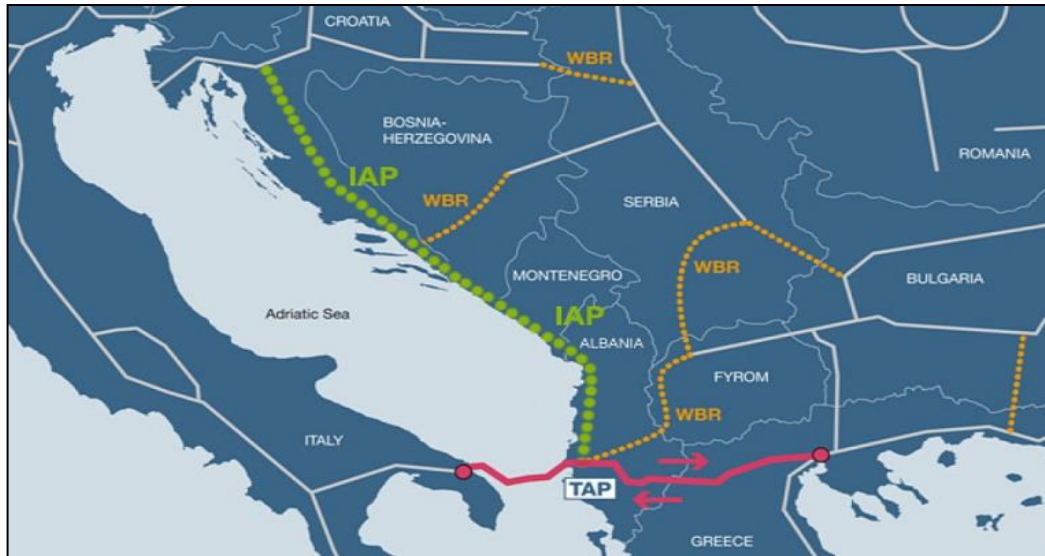 CROATIA
WBR
BOSNIA-
HERZEGOVINA
ROMANIA
IAP
WBR
SERBIA
WBR
MONTENEGRO
BULGARIA
Adriatic Sea
IAP
ALBANIA
FYROM
WBR
ITALY
TAP
GREECE